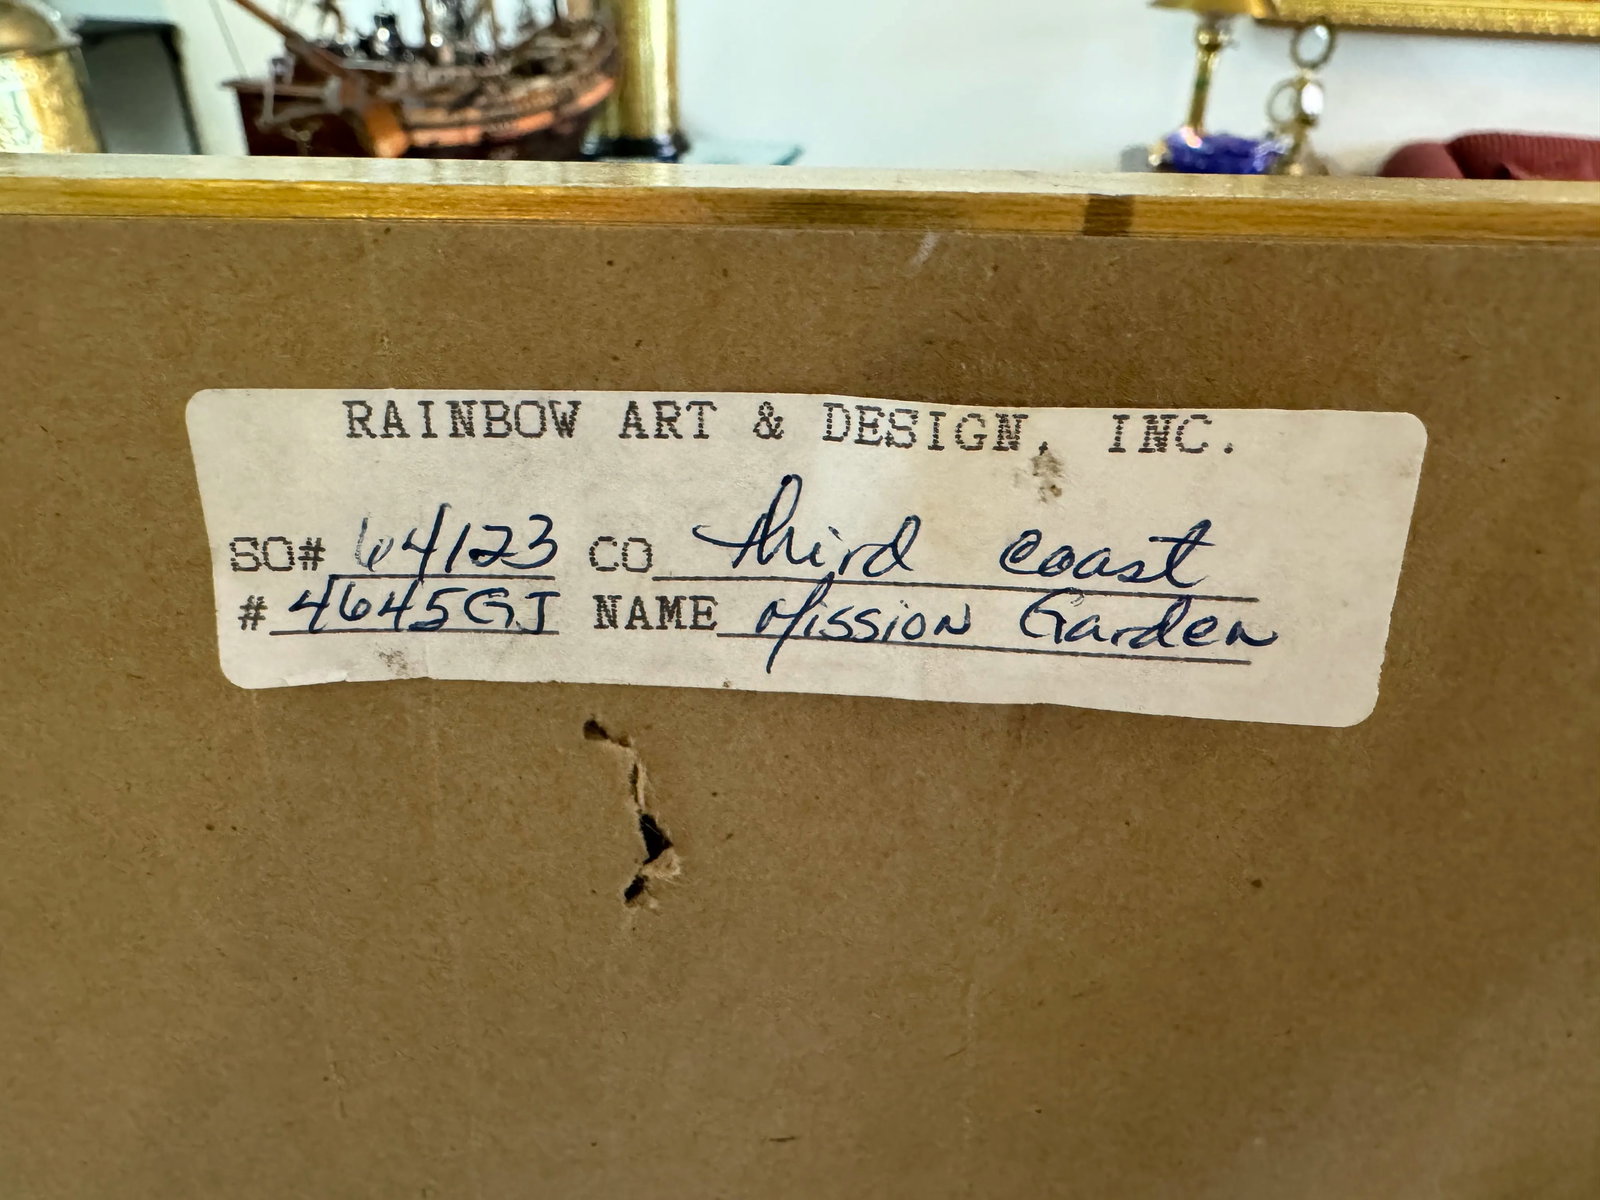 RAINBOW ART & DESIGN, INC.
SO# 64123 CO third coast
# 4645GJ NAME Mission Garden